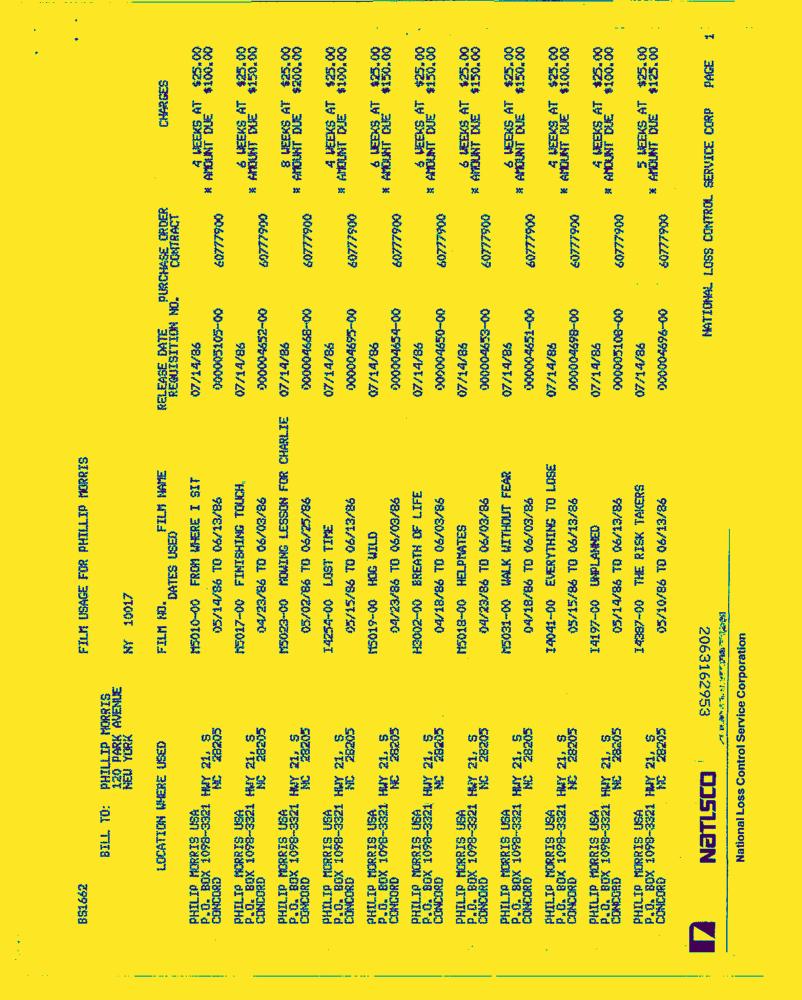 BS1662 FILM USAGE FOR PHILLIP MORRIS
BILL TO: PHILLIP MORRIS
120 PARK AVENUE
NEW YORK NY 10017
LOCATION WHERE USED FILM NO. FILM NAME RELEASE DATE PURCHASE ORDER CHARGES
DATES USED REQUISITION NO. CONTRACT
PHILIP MORRIS USA M5010-00 FROM WHERE I SIT 07/14/86 4 WEEKS AT $25.00
P.O. BOX 1098-3321 HWY 21, S * AMOUNT DUE $100.00
CONCORD NC 28205 05/14/86 TO 06/13/86 000005105-00 60777900
PHILIP MORRIS USA M5017-00 FINISHING TOUCH 07/14/86 6 WEEKS AT $25.00
P.O. BOX 1098-3321 HWY 21, S * AMOUNT DUE $150.00
CONCORD NC 28205 04/23/86 TO 06/03/86 000004652-00 60777900
PHILIP MORRIS USA M5023-00 MOWING LESSON FOR CHARLIE 07/14/86 8 WEEKS AT $25.00
P.O. BOX 1098-3321 HWY 21, S * AMOUNT DUE $200.00
CONCORD NC 28205 05/02/86 TO 06/25/86 000004668-00 60777900
PHILIP MORRIS USA I4254-00 LOST TIME 07/14/86 4 WEEKS AT $25.00
P.O. BOX 1098-3321 HWY 21, S * AMOUNT DUE $100.00
CONCORD NC 28205 05/15/86 TO 06/13/86 000004695-00 60777900
PHILIP MORRIS USA M5019-00 HOG WILD 07/14/86 6 WEEKS AT $25.00
P.O. BOX 1098-3321 HWY 21, S * AMOUNT DUE $150.00
CONCORD NC 28205 04/23/86 TO 06/03/86 000004654-00 60777900
PHILIP MORRIS USA H3002-00 BREATH OF LIFE 07/14/86 6 WEEKS AT $25.00
P.O. BOX 1098-3321 HWY 21, S * AMOUNT DUE $150.00
CONCORD NC 28205 04/18/86 TO 06/03/86 000004650-00 60777900
PHILIP MORRIS USA M5018-00 HELPMATES 07/14/86 6 WEEKS AT $25.00
P.O. BOX 1098-3321 HWY 21, S * AMOUNT DUE $150.00
CONCORD NC 28205 04/23/86 TO 06/03/86 000004653-00 60777900
PHILIP MORRIS USA M5031-00 WALK WITHOUT FEAR 07/14/86 6 WEEKS AT $25.00
P.O. BOX 1098-3321 HWY 21, S * AMOUNT DUE $150.00
CONCORD NC 28205 04/18/86 TO 06/03/86 000004651-00 60777900
PHILIP MORRIS USA I4041-00 EVERYTHING TO LOSE 07/14/86 4 WEEKS AT $25.00
P.O. BOX 1098-3321 HWY 21, S * AMOUNT DUE $100.00
CONCORD NC 28205 05/15/86 TO 06/13/86 000004698-00 60777900
PHILIP MORRIS USA I4197-00 UNPLANNED 07/14/86 4 WEEKS AT $25.00
P.O. BOX 1098-3321 HWY 21, S * AMOUNT DUE $100.00
CONCORD NC 28205 05/14/86 TO 06/13/86 000005108-00 60777900
PHILIP MORRIS USA I4387-00 THE RISK TAKERS 07/14/86 5 WEEKS AT $25.00
P.O. BOX 1098-3321 HWY 21, S * AMOUNT DUE $125.00
CONCORD NC 28205 05/10/86 TO 06/13/86 000004696-00 60777900
NATIONAL LOSS CONTROL SERVICE CORP PAGE 1
NATLSCO 2063162953
National Loss Control Service Corporation